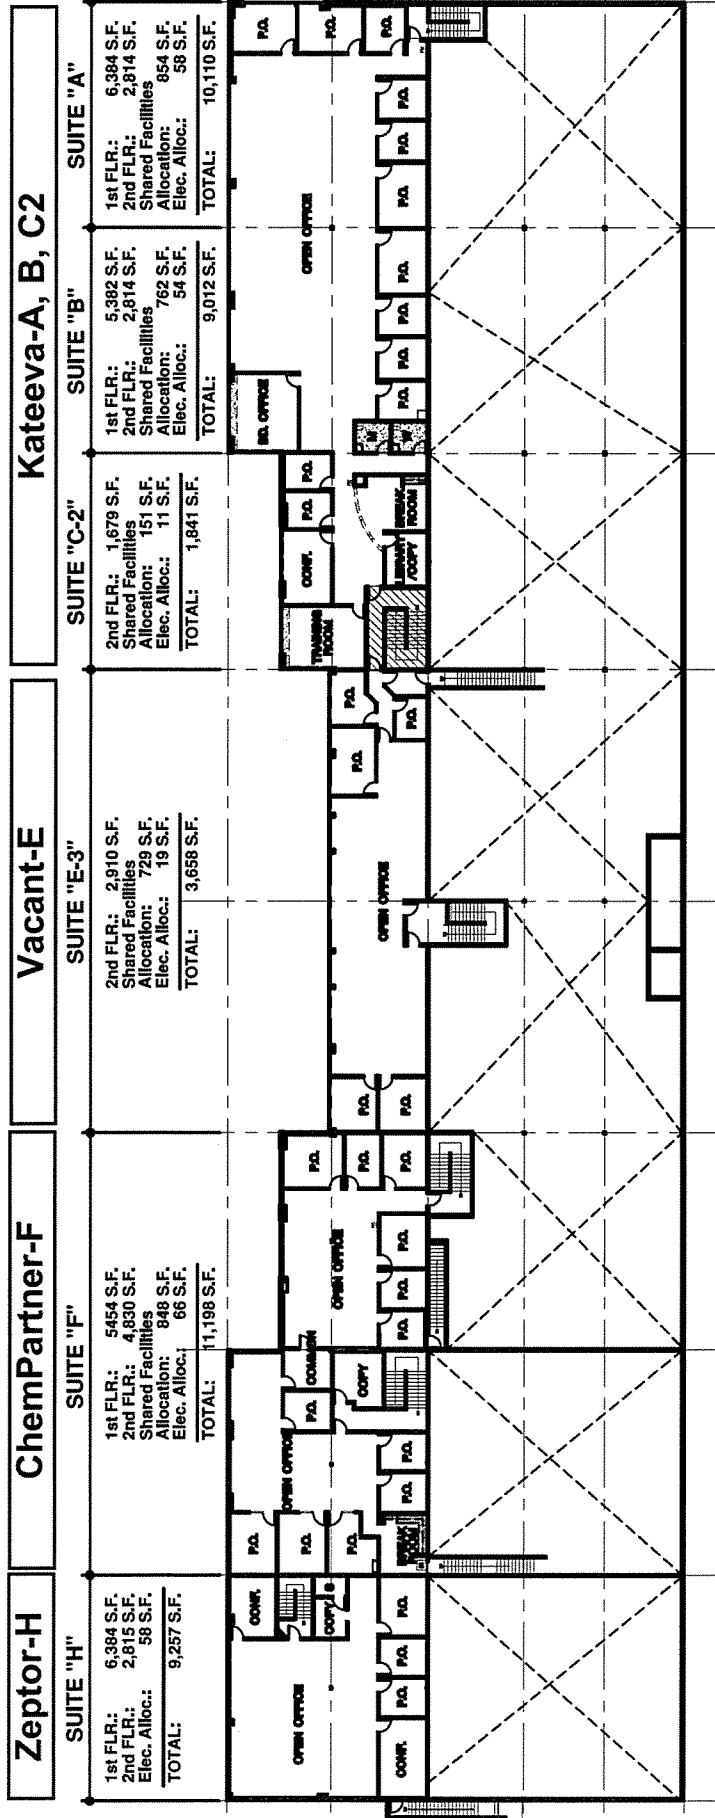 Zeptor-H
ChemPartner-F
Vacant-E
Kateeva-A, B, C2
SUITE "H"
1st FLR.: 6,384 S.F.
2nd FLR.: 2,815 S.F.
Elec. Alloc.: 58 S.F.
TOTAL: 9,257 S.F.
SUITE "F"
1st FLR.: 5454 S.F.
2nd FLR.: 4,830 S.F.
Shared Facilities
Allocation: 848 S.F.
Elec. Alloc.: 66 S.F.
TOTAL: 11,198 S.F.
SUITE "E-3"
2nd FLR.: 2,910 S.F.
Shared Facilities
Allocation: 729 S.F.
Elec. Alloc.: 19 S.F.
TOTAL: 3,658 S.F.
SUITE "C-2"
2nd FLR.: 1,679 S.F.
Shared Facilities
Allocation: 151 S.F.
Elec. Alloc.: 11 S.F.
TOTAL: 1,841 S.F.
SUITE "B"
1st FLR.: 5,382 S.F.
2nd FLR.: 2,814 S.F.
Shared Facilities
Allocation: 762 S.F.
Elec. Alloc.: 54 S.F.
TOTAL: 9,012 S.F.
SUITE "A"
1st FLR.: 6,384 S.F.
2nd FLR.: 2,814 S.F.
Shared Facilities
Allocation: 854 S.F.
Elec. Alloc.: 58 S.F.
TOTAL: 10,110 S.F.
CONF.
OPEN OFFICE
COPY
CONF.
P.O.
P.O.
P.O.
P.O.
P.O.
P.O.
OPEN OFFICE
P.O.
COMMON
COPY
BREAK
ROOM
P.O.
P.O.
OPEN OFFICE
P.O.
P.O.
P.O.
P.O.
P.O.
P.O.
P.O.
P.O.
OPEN OFFICE
P.O.
P.O.
P.O.
TRAINING
ROOM
CONF.
P.O.
P.O.
LIBRARY
/COPY
BREAK
ROOM
BD. OFFICE
M
W
OPEN OFFICE
P.O.
P.O.
P.O.
P.O.
P.O.
P.O.
P.O.
P.O.
P.O.
P.O.